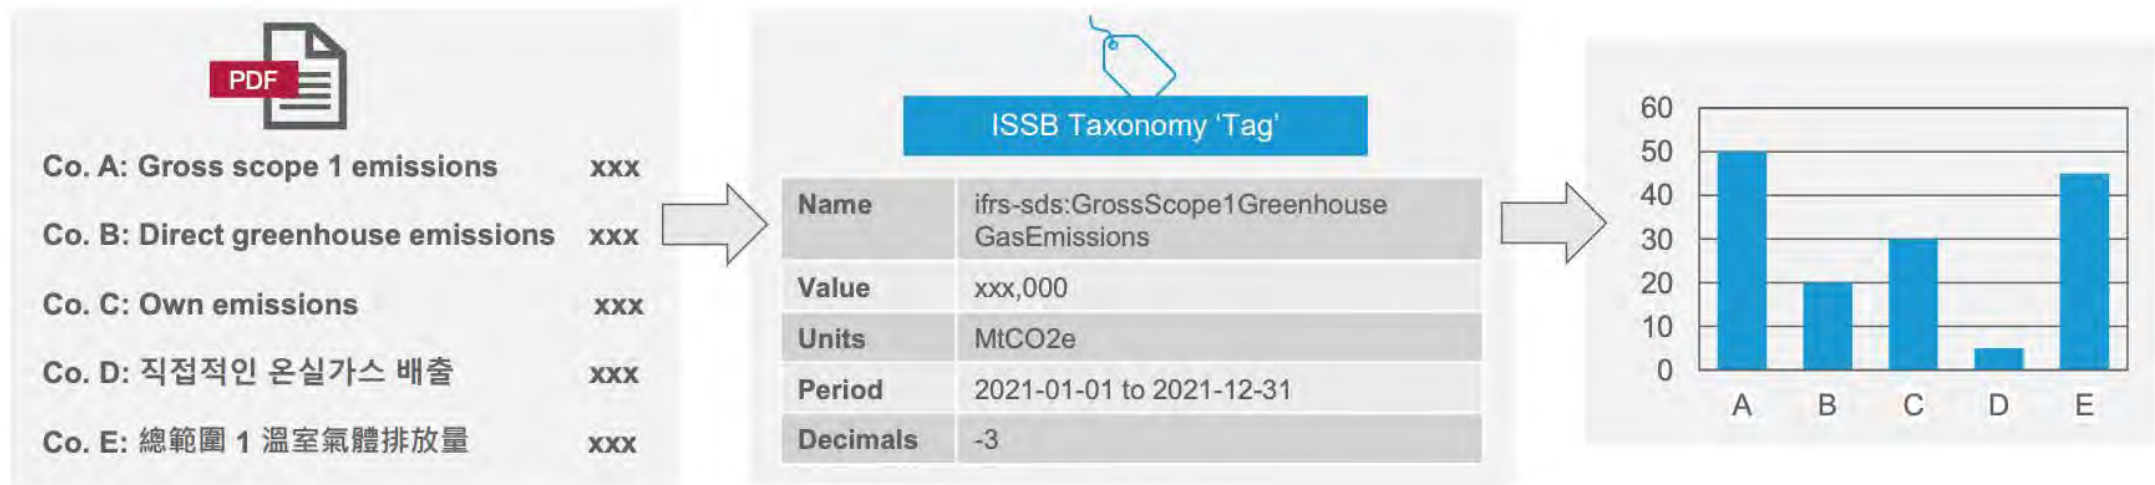 PDF
Co. A: Gross scope 1 emissions xxx
Co. B: Direct greenhouse emissions xxx
Co. C: Own emissions xxx
Co. D: 직접적인 온실가스 배출 xxx
Co. E: 總範圍 1 溫室氣體排放量 xxx
ISSB Taxonomy ‘Tag’
Name ifrs-sds:GrossScope1Greenhouse
GasEmissions
Value xxx,000
Units MtCO2e
Period 2021-01-01 to 2021-12-31
Decimals -3
60
50
40
30
20
10
0
A B C D E